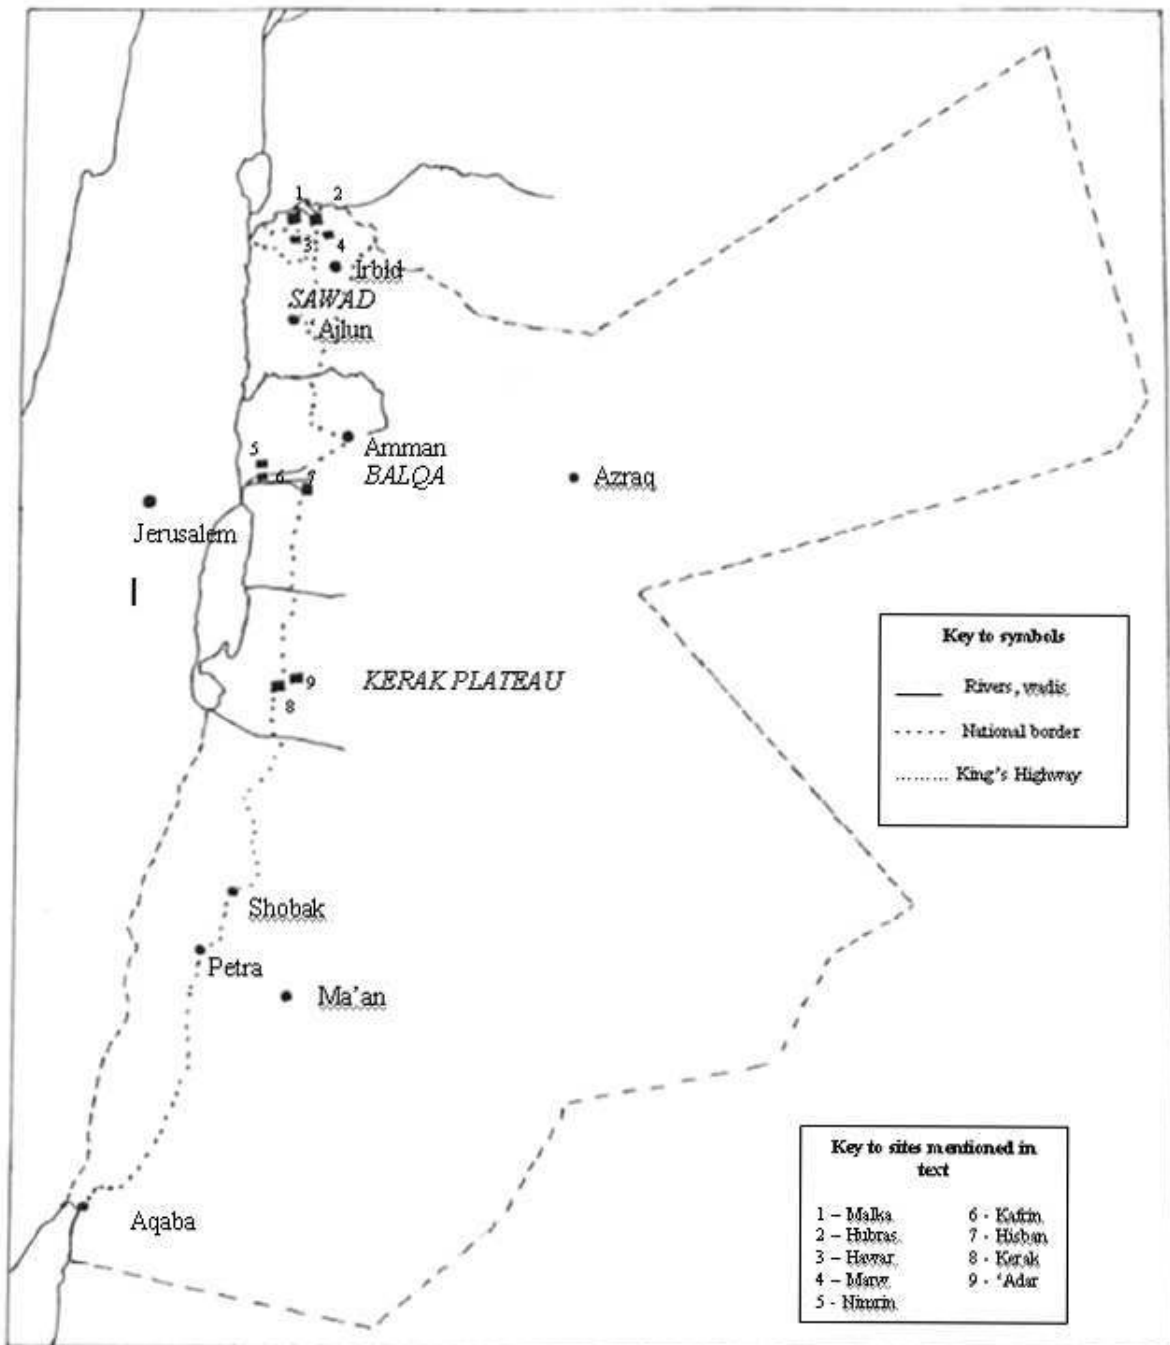 1 2
3 4
Irbid
SAWAD
Ajlun
Amman
5
BALQA
6 7
Azraq
Jerusalem
KERAK PLATEAU
9
8
Shobak
Petra
Ma'an
Aqaba
Key to symbols
Rivers, wadis
National border
King's Highway
Key to sites mentioned in
text
1 – Malka 6 - Kafrin
2 – Hubras 7 - Hisban
3 – Hawar 8 - Kerak
4 – Marw 9 - 'Adar
5 - Nimrin